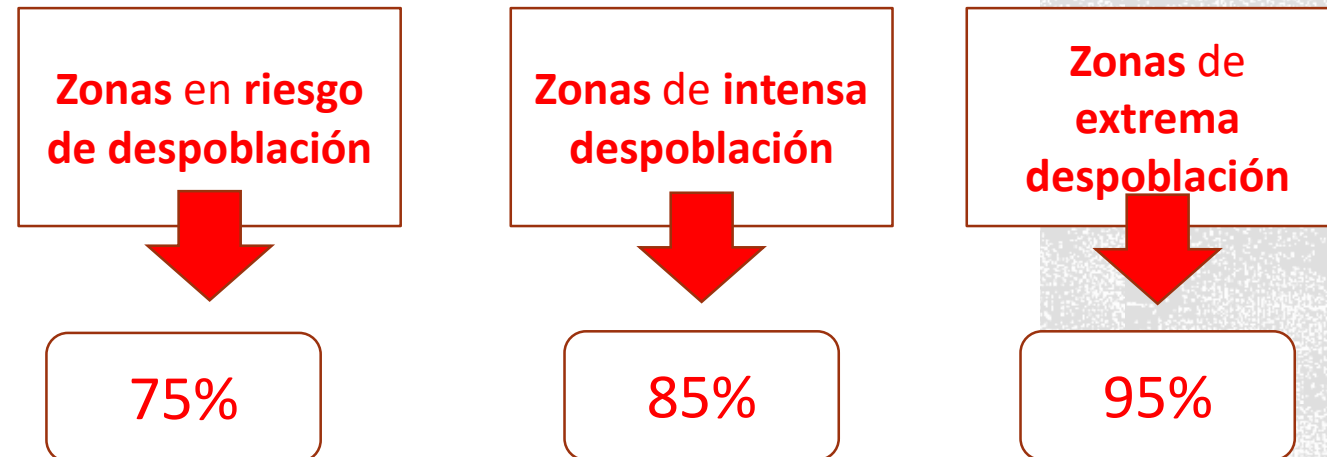 Zonas en riesgo
de despoblación
Zonas de intensa
despoblación
Zonas de
extrema
despoblación
75%
85%
95%